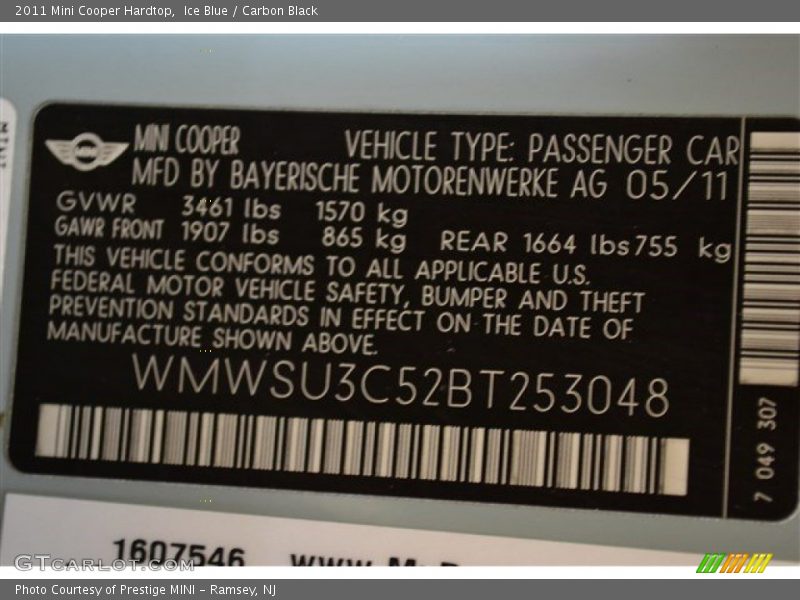 2011 Mini Cooper Hardtop,  Ice Blue / Carbon Black
MINI COOPER VEHICLE TYPE: PASSENGER CAR
MFD BY BAYERISCHE MOTORENWERKE AG 05/11
GVWR 3461 lbs 1570 kg
GAWR FRONT 1907 lbs 865 kg REAR 1664 lbs 755 kg
THIS VEHICLE CONFORMS TO ALL APPLICABLE U.S.
FEDERAL MOTOR VEHICLE SAFETY, BUMPER AND THEFT
PREVENTION STANDARDS IN EFFECT ON THE DATE OF
MANUFACTURE SHOWN ABOVE.
WMWSU3C52BT253048
7 049 307
1607546
GTCARLOT.COM
Photo Courtesy of Prestige MINI - Ramsey, NJ